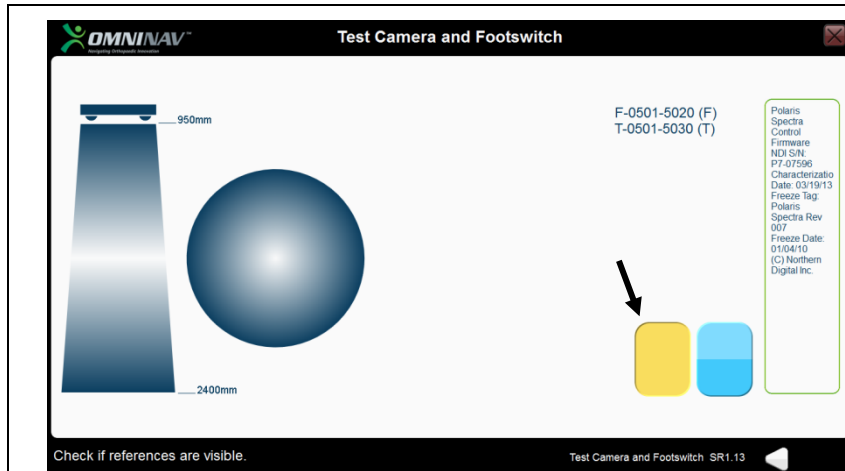 OMNINAV™
Navigating Orthopaedic Innovation
Test Camera and Footswitch
950mm
2400mm
F-0501-5020 (F)
T-0501-5030 (T)
Polaris
Spectra
Control
Firmware
NDI S/N:
P7-07596
Characterizatio
Date: 03/19/13
Freeze Tag:
Polaris
Spectra Rev
007
Freeze Date:
01/04/10
(C) Northern
Digital Inc.
Check if references are visible.
Test Camera and Footswitch SR1.13